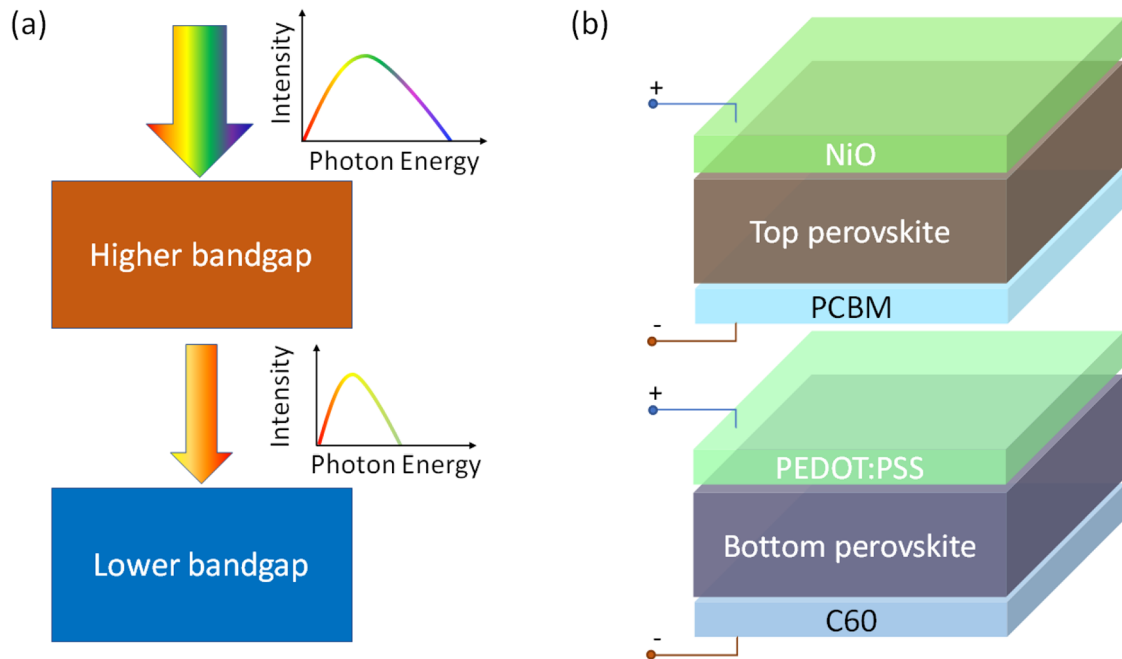 (a)
Intensity
Photon Energy
Higher bandgap
Intensity
Photon Energy
Lower bandgap
(b)
+
NiO
Top perovskite
PCBM
-
+
PEDOT:PSS
Bottom perovskite
C60
-